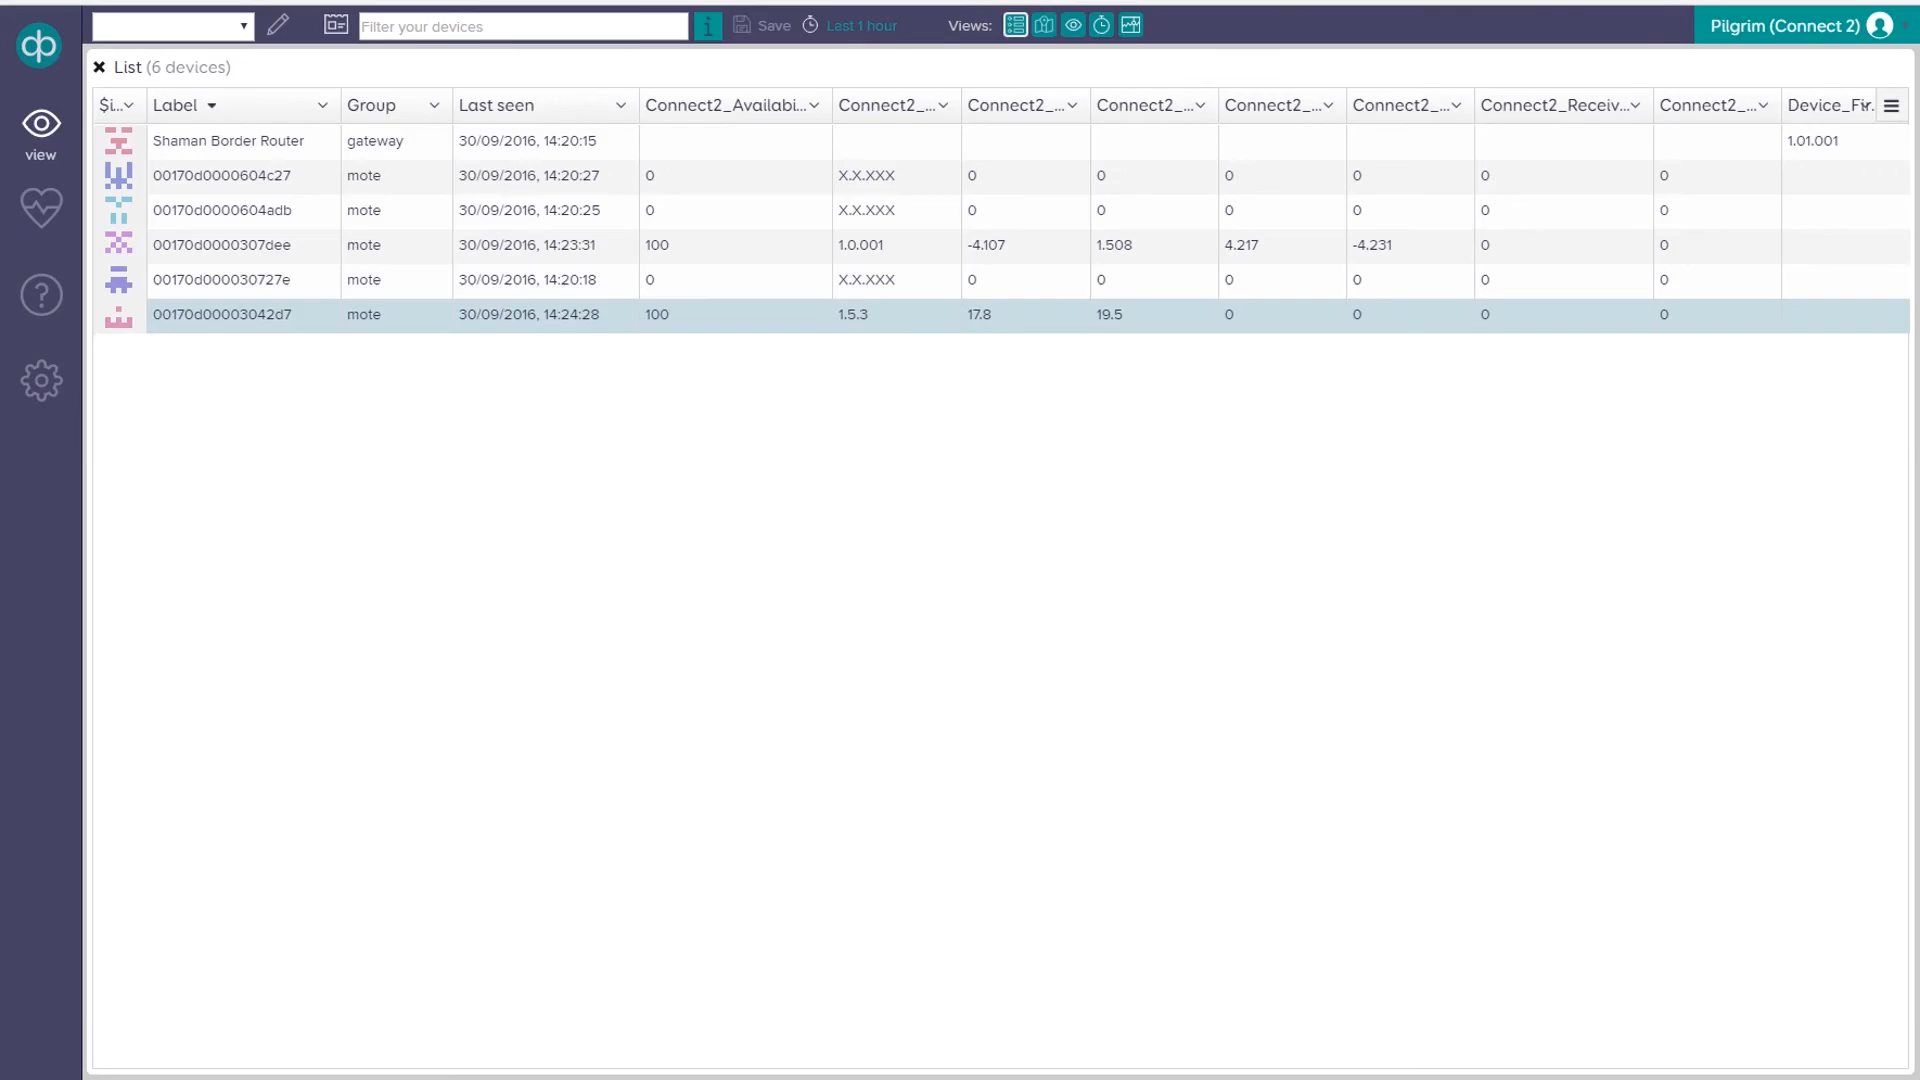 Filter your devices i Save Last 1 hour Views: Pilgrim (Connect 2)
view
List (6 devices)
$i... Label Group Last seen Connect2_Availabi... Connect2_... Connect2_... Connect2_... Connect2_... Connect2_... Connect2_Receiv... Connect2_... Device_Fir...
Shaman Border Router gateway 30/09/2016, 14:20:15 1.01.001
00170d0000604c27 mote 30/09/2016, 14:20:27 0 X.X.XXX 0 0 0 0 0 0
00170d0000604adb mote 30/09/2016, 14:20:25 0 X.X.XXX 0 0 0 0 0 0
00170d0000307dee mote 30/09/2016, 14:23:31 100 1.0.001 -4.107 1.508 4.217 -4.231 0 0
00170d000030727e mote 30/09/2016, 14:20:18 0 X.X.XXX 0 0 0 0 0 0
00170d00003042d7 mote 30/09/2016, 14:24:28 100 1.5.3 17.8 19.5 0 0 0 0